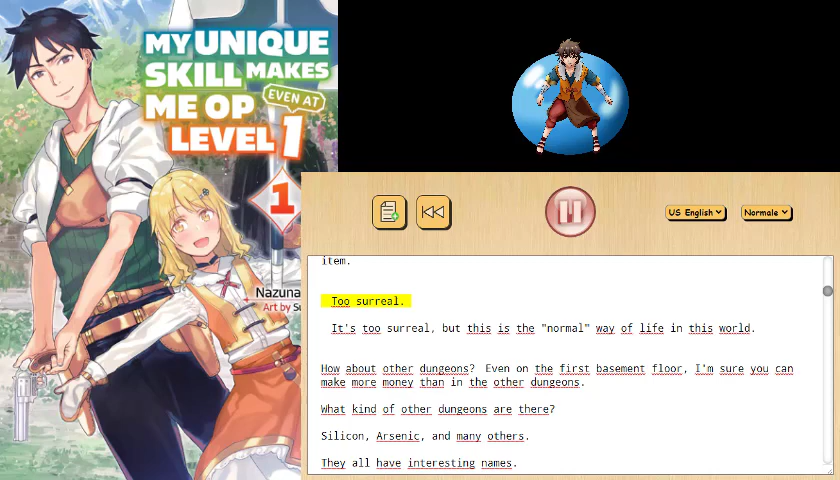 MY UNIQUE
SKILL MAKES
ME OP
EVEN AT
LEVEL 1
1
Nazuna
Art by Su
US English
Normale
item.
Too surreal.
It's too surreal, but this is the "normal" way of life in this world.
How about other dungeons? Even on the first basement floor, I'm sure you can
make more money than in the other dungeons.
What kind of other dungeons are there?
Silicon, Arsenic, and many others.
They all have interesting names.